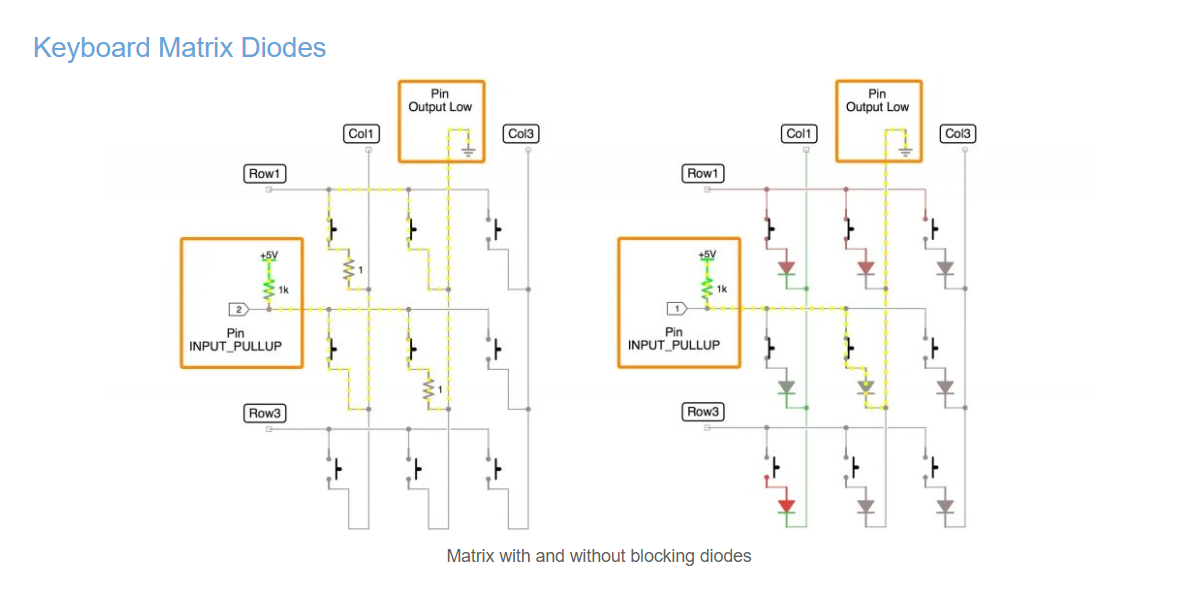 Keyboard Matrix Diodes
Pin
Output Low
Col1
Col3
Row1
+5V
1
1k
2
Pin
INPUT_PULLUP
1
Row3
Pin
Output Low
Col1
Col3
Row1
+5V
1k
1
Pin
INPUT_PULLUP
Row3
Matrix with and without blocking diodes